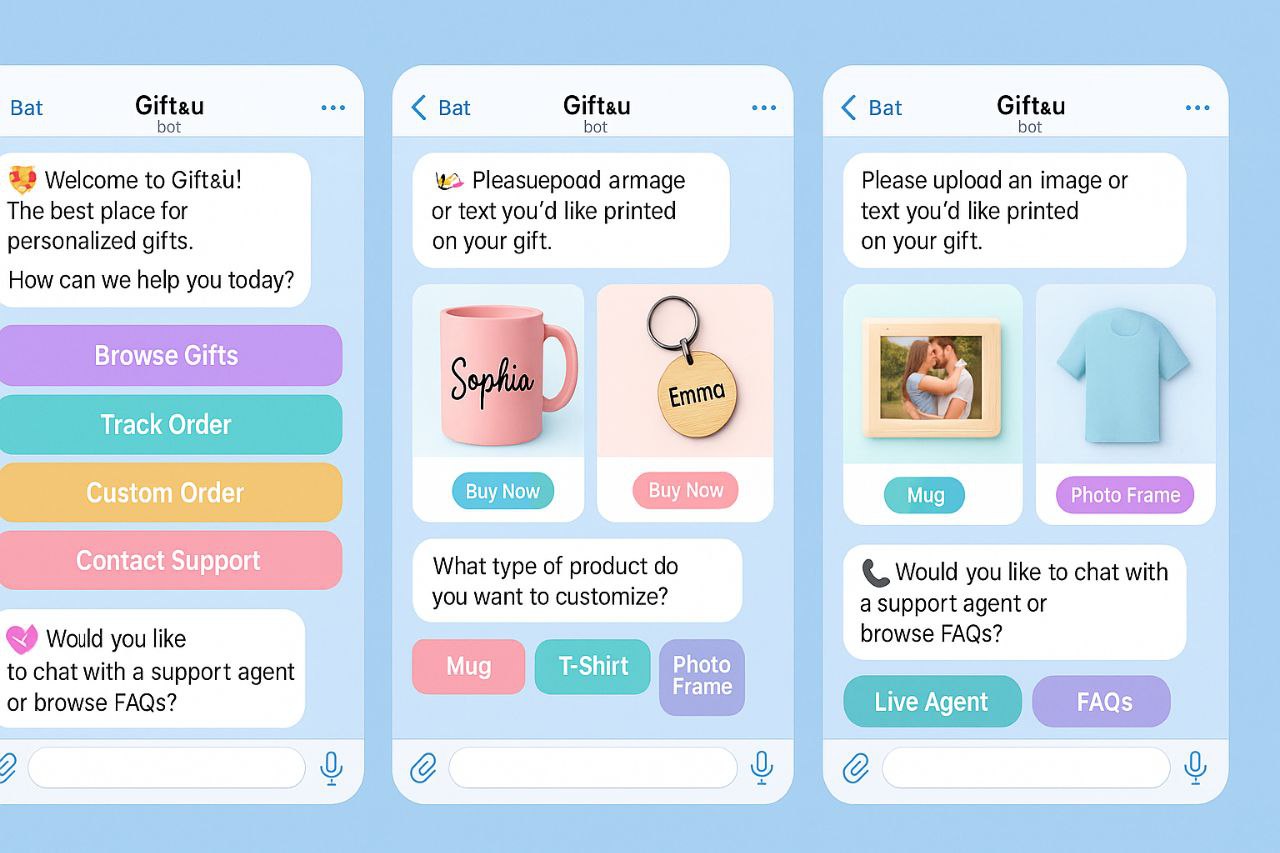 Bat
Gift&u
bot
Welcome to Gift&u!
The best place for
personalized gifts.
How can we help you today?
Browse Gifts
Track Order
Custom Order
Contact Support
Would you like
to chat with a support agent
or browse FAQs?
Bat
Gift&u
bot
Pleasuepoad armage
or text you'd like printed
on your gift.
Sophia
Emma
Buy Now
Buy Now
What type of product do
you want to customize?
Mug
T-Shirt
Photo
Frame
Bat
Gift&u
bot
Please upload an image or
text you'd like printed
on your gift.
Mug
Photo Frame
Would you like to chat with
a support agent or
browse FAQs?
Live Agent
FAQs